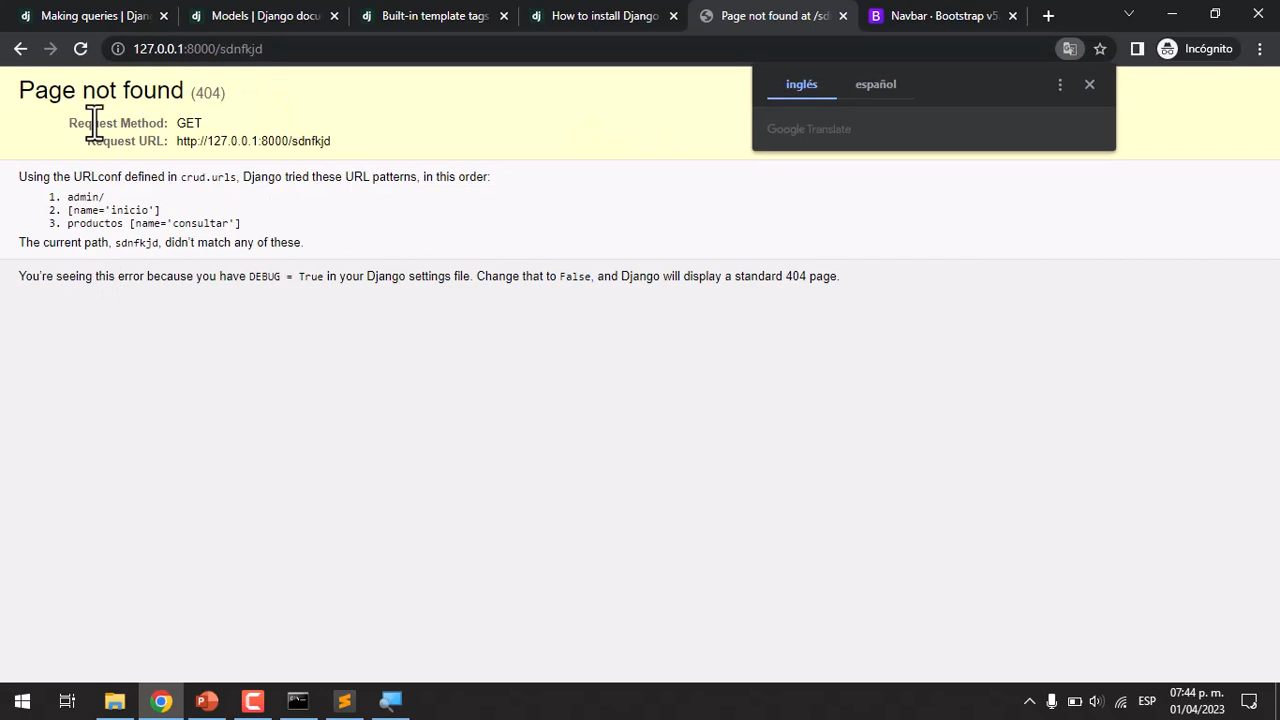 Making queries | Djan
Models | Django docu
Built-in template tags
How to install Django
Page not found at /sd
Navbar · Bootstrap v5
127.0.0.1:8000/sdnfkjd
Incógnito
inglés
español
Google Translate
Page not found (404)
Request Method: GET
Request URL: http://127.0.0.1:8000/sdnfkjd
Using the URLconf defined in crud.urls, Django tried these URL patterns, in this order:
1. admin/
2. [name='inicio']
3. productos [name='consultar']
The current path, sdnfkjd, didn't match any of these.
You're seeing this error because you have DEBUG = True in your Django settings file. Change that to False, and Django will display a standard 404 page.
ESP
07:44 p. m.
01/04/2023